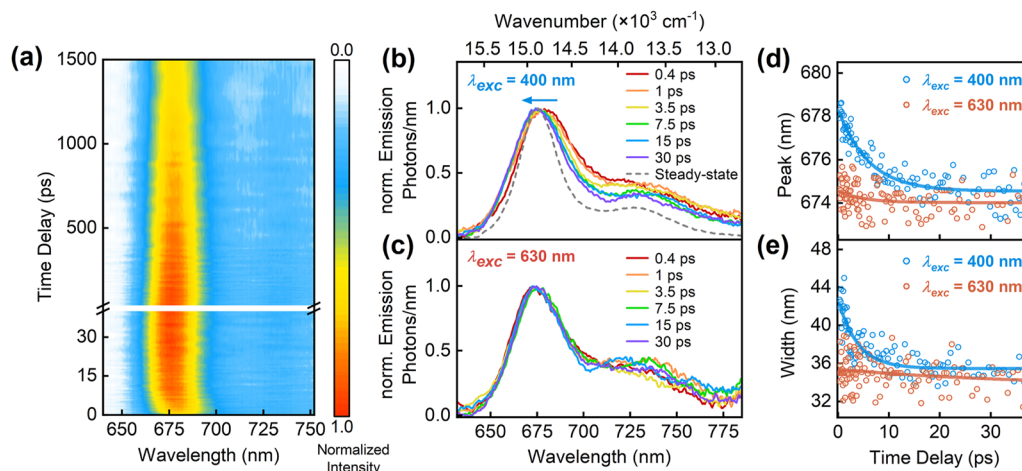 (a)
1500
1000
500
30
15
0
Time Delay (ps)
650 675 700 725 750
Wavelength (nm)
0.0
1.0
Normalized
Intensity
Wavenumber (×10³ cm⁻¹)
15.5 15.0 14.5 14.0 13.5 13.0
(b)
λexc = 400 nm
0.4 ps
1 ps
3.5 ps
7.5 ps
15 ps
30 ps
Steady-state
1.0
0.5
0.0
norm. Emission
Photons/nm
(c)
λexc = 630 nm
0.4 ps
1 ps
3.5 ps
7.5 ps
15 ps
30 ps
1.0
0.5
0.0
norm. Emission
Photons/nm
650 675 700 725 750 775
Wavelength (nm)
(d)
λexc = 400 nm
λexc = 630 nm
680
678
676
674
Peak (nm)
(e)
λexc = 400 nm
λexc = 630 nm
48
44
40
36
32
Width (nm)
0 10 20 30
Time Delay (ps)